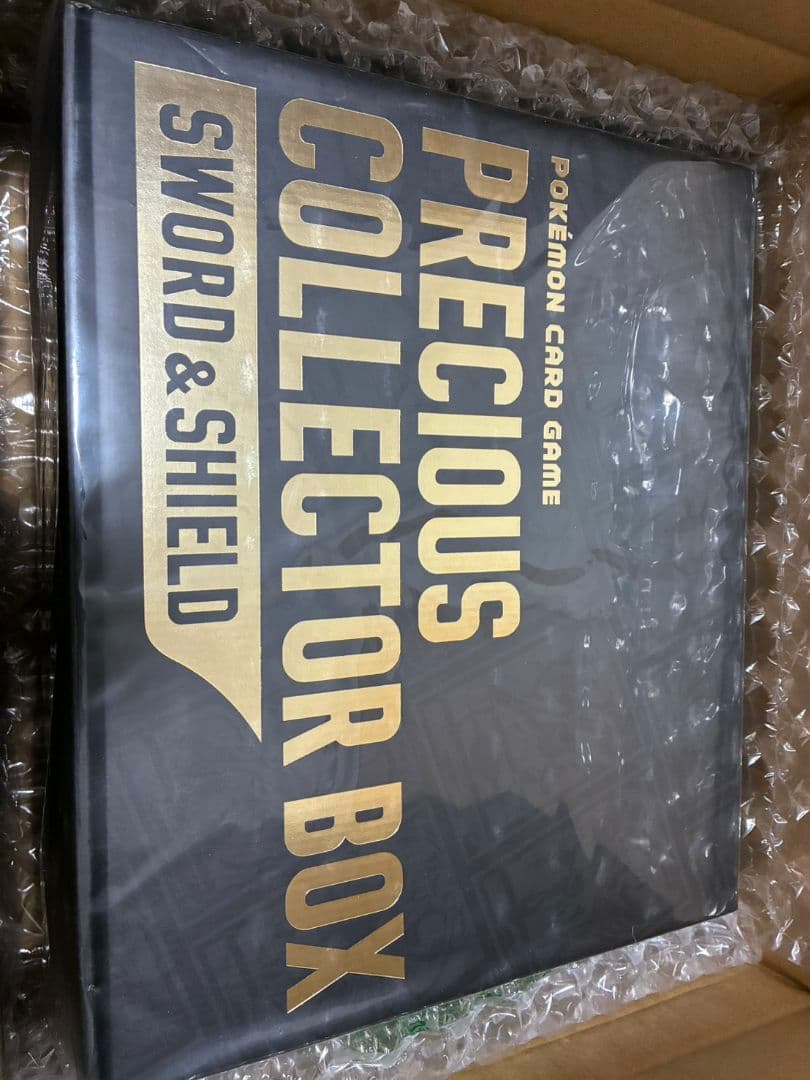 POKÉMON CARD GAME
PRECIOUS
COLLECTOR BOX
SWORD & SHIELD